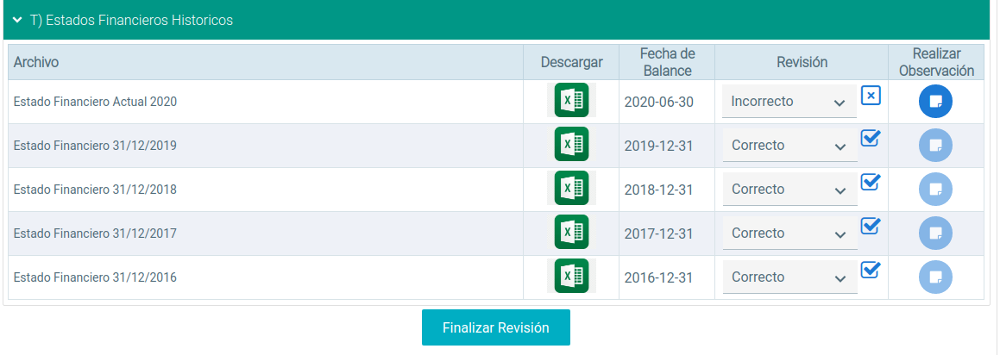 T) Estados Financieros Historicos
Archivo Descargar Fecha de Balance Revisión Realizar Observación
Estado Financiero Actual 2020 2020-06-30 Incorrecto
Estado Financiero 31/12/2019 2019-12-31 Correcto
Estado Financiero 31/12/2018 2018-12-31 Correcto
Estado Financiero 31/12/2017 2017-12-31 Correcto
Estado Financiero 31/12/2016 2016-12-31 Correcto
Finalizar Revisión